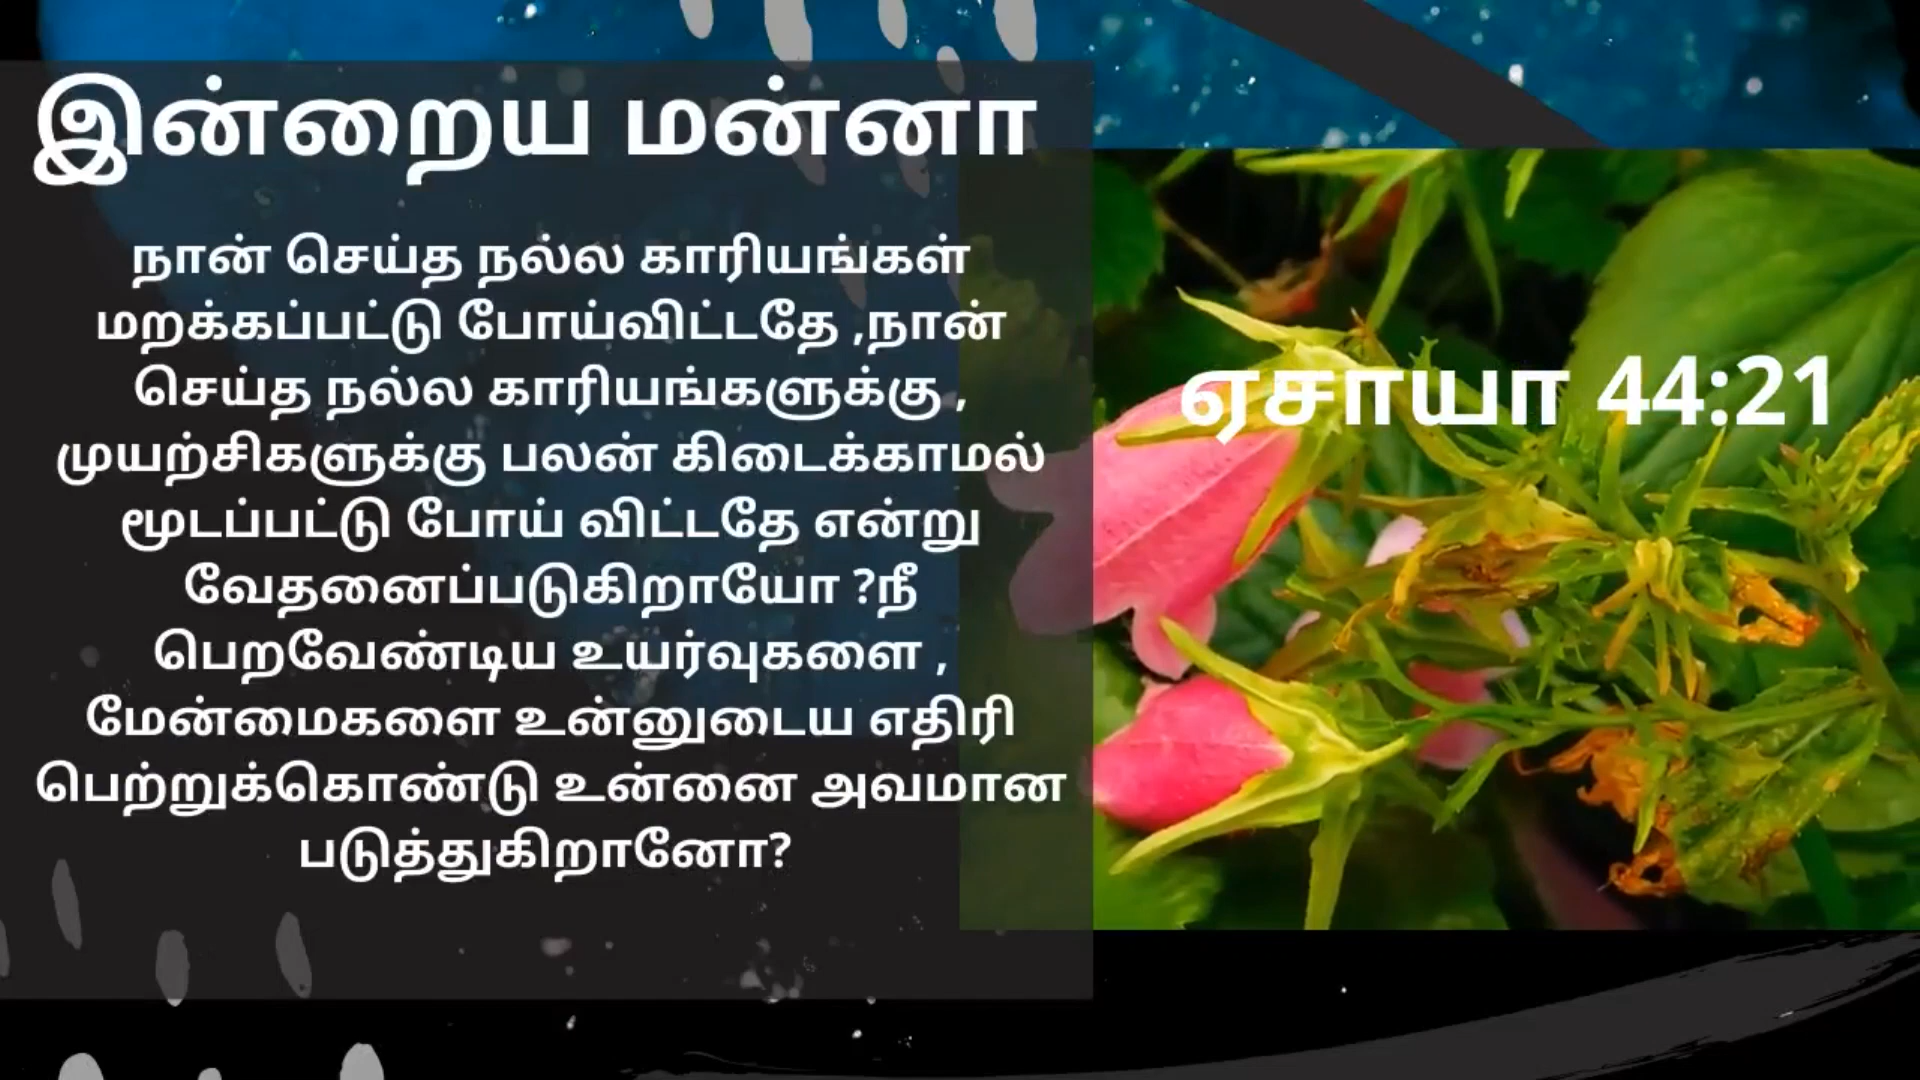 இன்றைய மன்னா
நான் செய்த நல்ல காரியங்கள்
மறக்கப்பட்டு போய்விட்டதே ,நான்
செய்த நல்ல காரியங்களுக்கு ,
முயற்சிகளுக்கு பலன் கிடைக்காமல்
மூடப்பட்டு போய் விட்டதே என்று
வேதனைப்படுகிறாயோ ?நீ
பெறவேண்டிய உயர்வுகளை ,
மேன்மைகளை உன்னுடைய எதிரி
பெற்றுக்கொண்டு உன்னை அவமான
படுத்துகிறானோ?
ஏசாயா 44:21